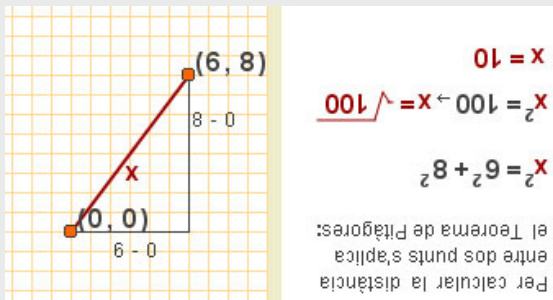 (6, 8)
8 - 0
x
(0, 0)
6 - 0
Per calcular la distància
entre dos punts s'aplica
el Teorema de Pitàgores:
x² = 6² + 8²
x² = 100 → x = √100
x = 10